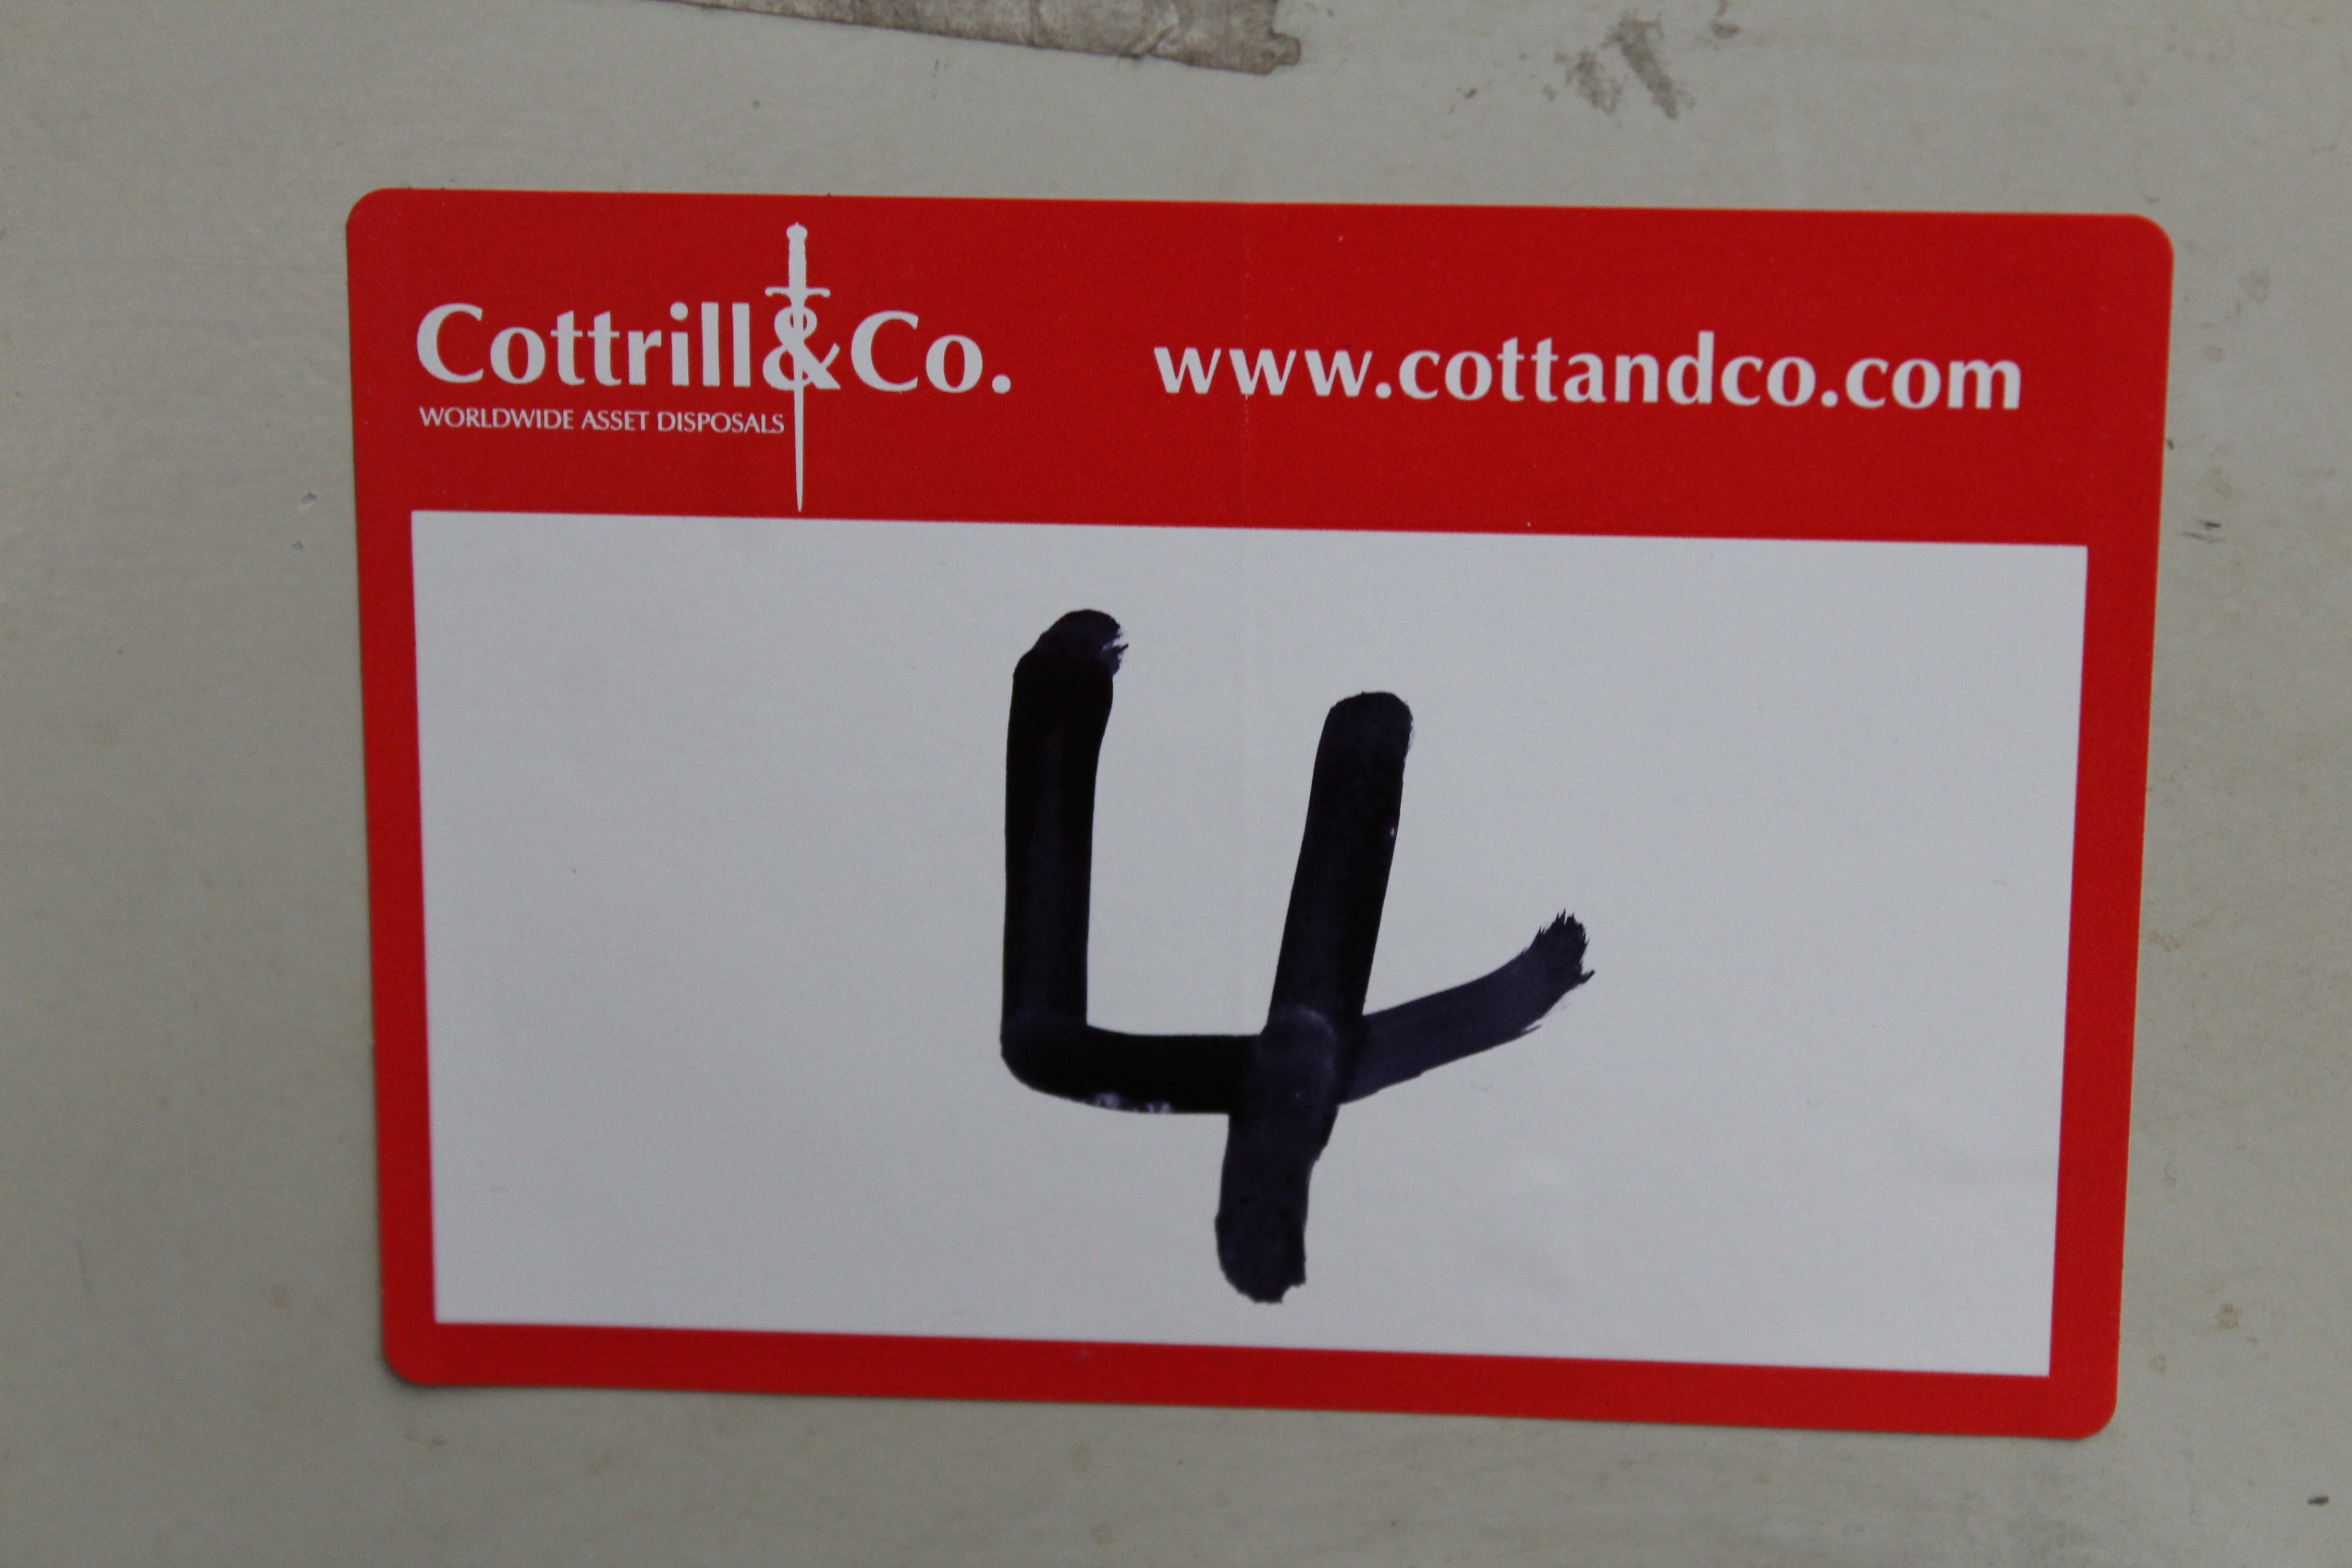 Cottrill&Co. www.cottandco.com
WORLDWIDE ASSET DISPOSALS
4